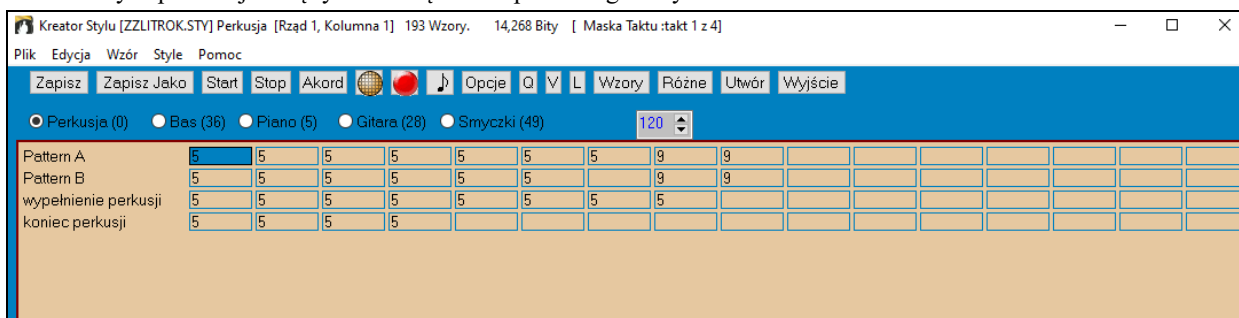 Kreator Stylu [ZZLITROK.STY] Perkusja [Rząd 1, Kolumna 1] 193 Wzory. 14,268 Bity [ Maska Taktu :takt 1 z 4]
Plik Edycja Wzór Style Pomoc
Zapisz Zapisz Jako Start Stop Akord Opcje Q V L Wzory Różne Utwór Wyjście
Perkusja (0) Bas (36) Piano (5) Gitara (28) Smyczki (49) 120
Pattern A 5 5 5 5 5 5 5 9 9
Pattern B 5 5 5 5 5 5 9 9
wypełnienie perkusji 5 5 5 5 5 5 5 5
koniec perkusji 5 5 5 5